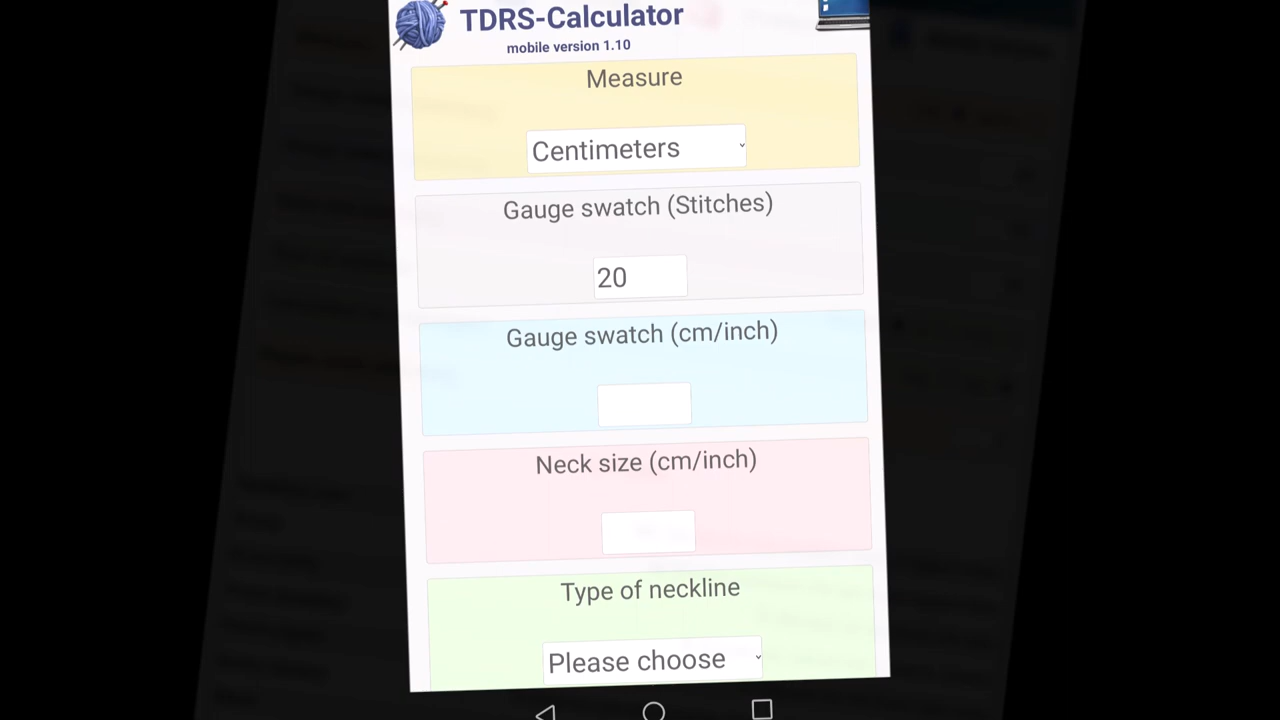 TDRS-Calculator
mobile version 1.10
Measure
Centimeters
Gauge swatch (Stitches)
20
Gauge swatch (cm/inch)
Neck size (cm/inch)
Type of neckline
Please choose